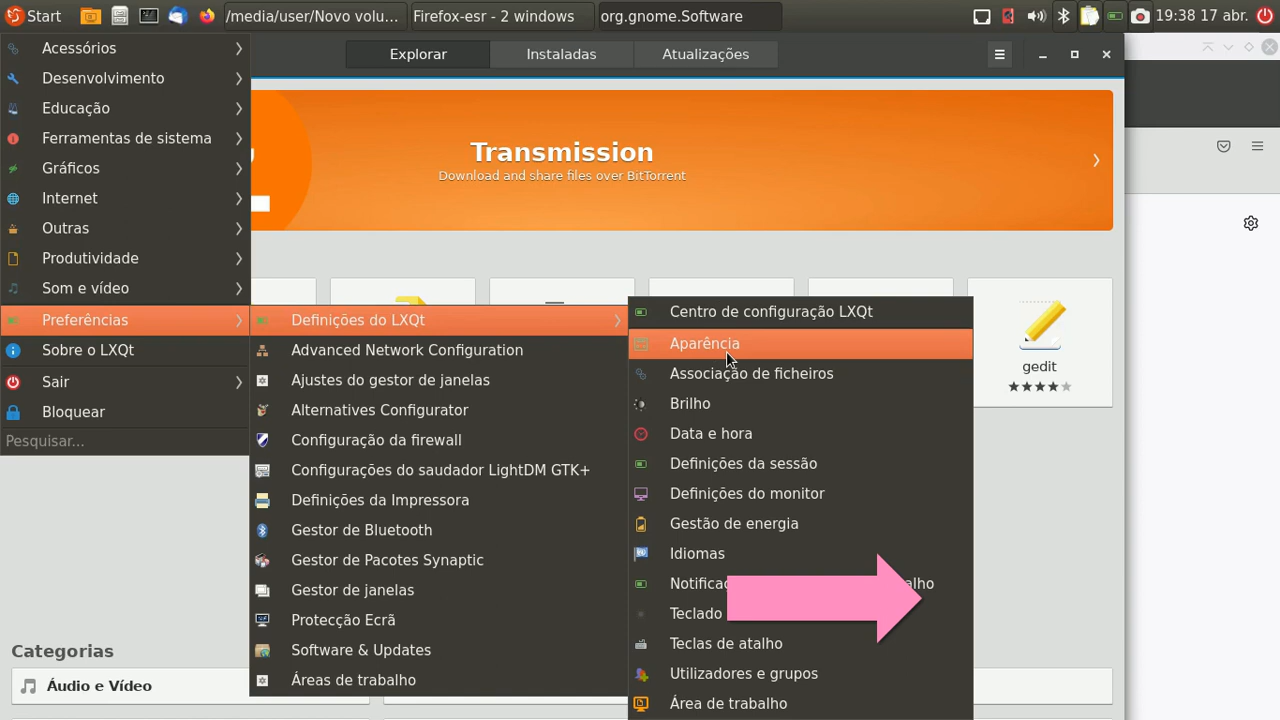 Start
/media/user/Novo volu...
Firefox-esr - 2 windows
org.gnome.Software
19:38 17 abr.
Explorar
Instaladas
Atualizações
Transmission
Download and share files over BitTorrent
gedit
Categorias
Áudio e Vídeo
Acessórios
Desenvolvimento
Educação
Ferramentas de sistema
Gráficos
Internet
Outras
Produtividade
Som e vídeo
Preferências
Sobre o LXQt
Sair
Bloquear
Pesquisar...
Definições do LXQt
Advanced Network Configuration
Ajustes do gestor de janelas
Alternatives Configurator
Configuração da firewall
Configurações do saudador LightDM GTK+
Definições da Impressora
Gestor de Bluetooth
Gestor de Pacotes Synaptic
Gestor de janelas
Protecção Ecrã
Software & Updates
Áreas de trabalho
Centro de configuração LXQt
Aparência
Associação de ficheiros
Brilho
Data e hora
Definições da sessão
Definições do monitor
Gestão de energia
Idiomas
Teclado
Teclas de atalho
Utilizadores e grupos
Área de trabalho